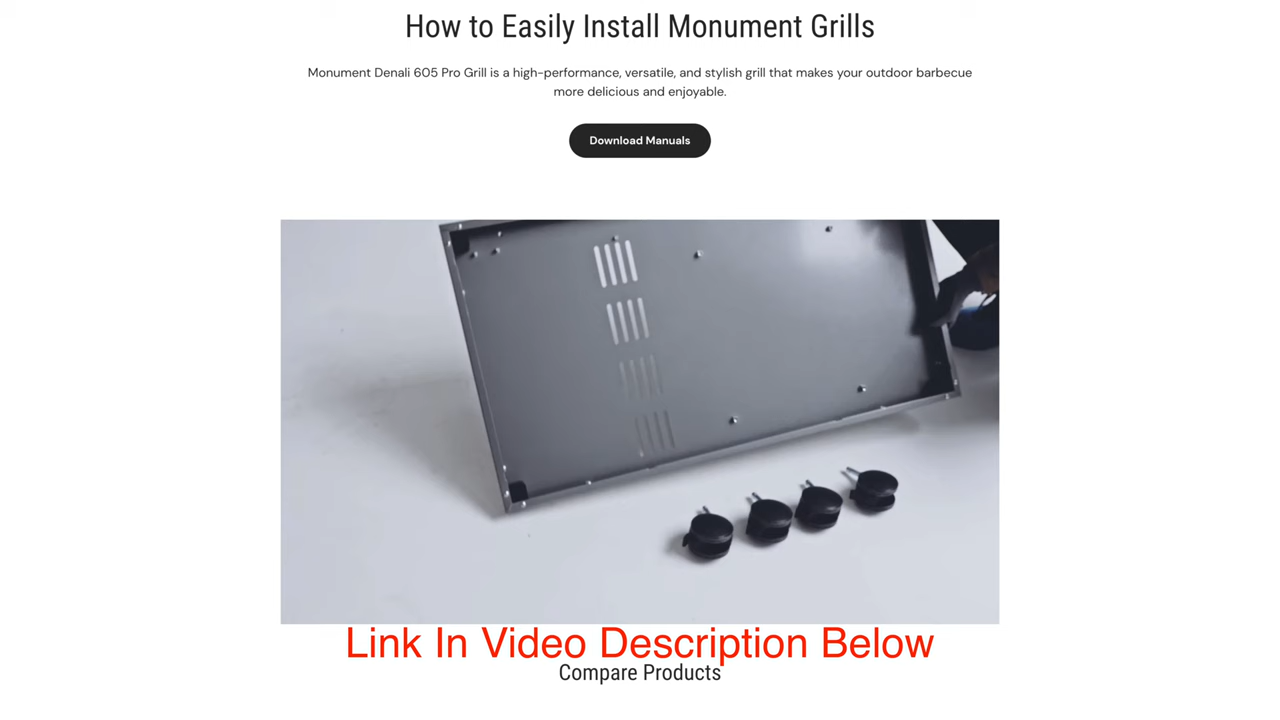 How to Easily Install Monument Grills
Monument Denali 605 Pro Grill is a high-performance, versatile, and stylish grill that makes your outdoor barbecue
more delicious and enjoyable.
Download Manuals
Link In Video Description Below
Compare Products